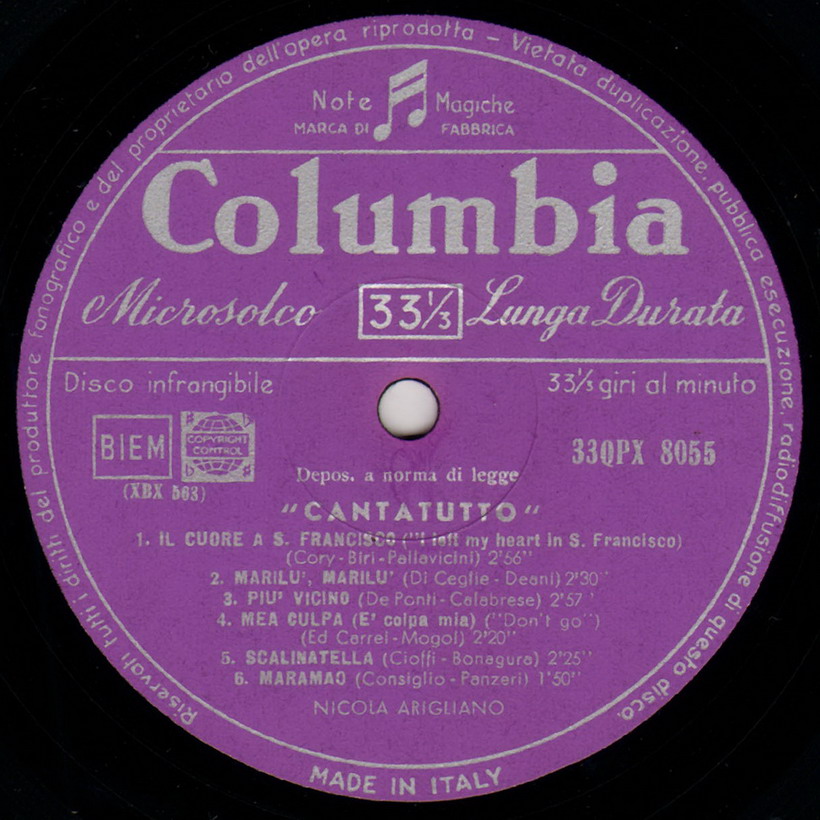 Riservati tutti i diritti del produttore fonografico e del proprietario dell'opera riprodotta - Vietata duplicazione, pubblica esecuzione, radiodiffusione di questo disco.
Note Magiche
MARCA DI FABBRICA
Columbia
Microsolco 33⅓ Lunga Durata
Disco infrangibile 33⅓ giri al minuto
BIEM COPYRIGHT CONTROL 33QPX 8055
(XBX 563)
Depos. a norma di legge
"CANTATUTTO"
1. IL CUORE A S. FRANCISCO ("I left my heart in S. Francisco)
(Cory-Biri-Pallavicini) 2'56"
2. MARILU', MARILU' (Di Ceglie-Deani) 2'30"
3. PIU' VICINO (De Ponti-Calabrese) 2'57'
4. MEA CULPA (E' colpa mia) ("Don't go")
(Ed Carrel-Mogol) 2'20"
5. SCALINATELLA (Cioffi-Bonagura) 2'25"
6. MARAMAO (Consiglio-Panzeri) 1'50"
NICOLA ARIGLIANO
MADE IN ITALY